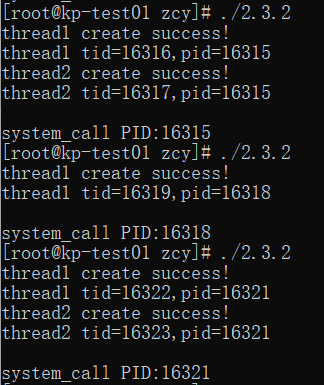 [root@kp-test01 zcy]# ./2.3.2
thread1 create success!
thread1 tid=16316,pid=16315
thread2 create success!
thread2 tid=16317,pid=16315
system_call PID:16315
[root@kp-test01 zcy]# ./2.3.2
thread1 create success!
thread1 tid=16319,pid=16318
system_call PID:16318
[root@kp-test01 zcy]# ./2.3.2
thread1 create success!
thread1 tid=16322,pid=16321
thread2 create success!
thread2 tid=16323,pid=16321
system_call PID:16321